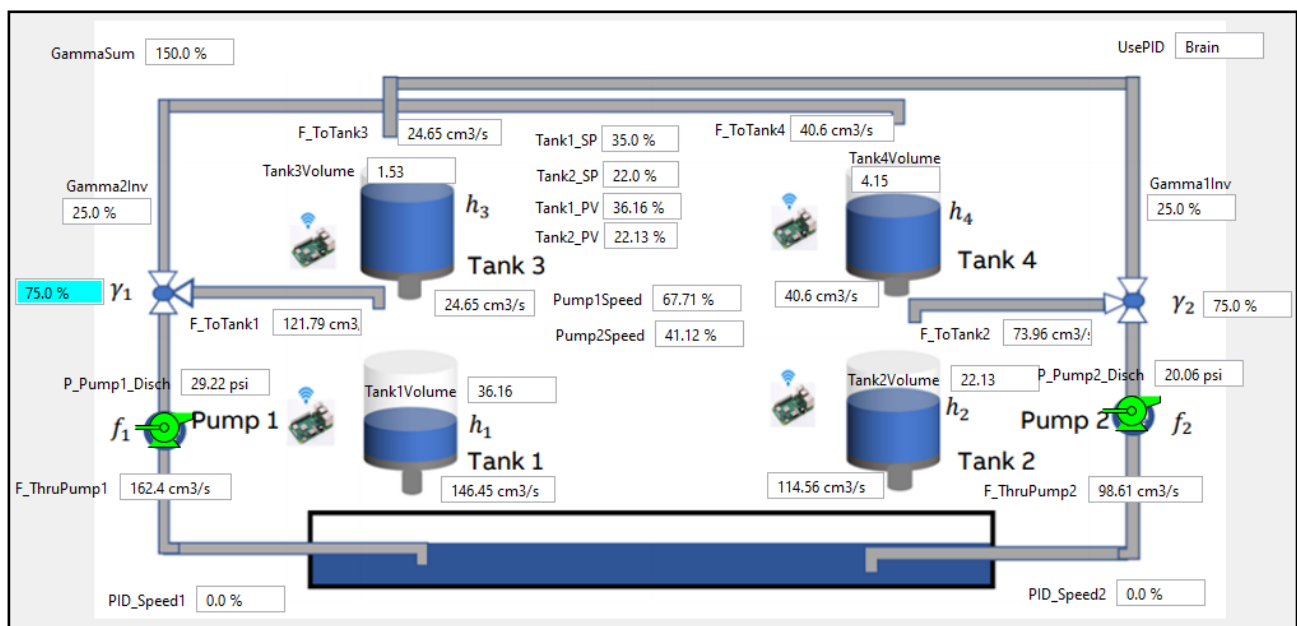 GammaSum 150.0 %
UsePID Brain
F_ToTank3 24.65 cm3/s
Tank1_SP 35.0 %
F_ToTank4 40.6 cm3/s
Tank3Volume 1.53
Tank2_SP 22.0 %
Tank4Volume 4.15
Gamma2Inv 25.0 %
h₃
Tank1_PV 36.16 %
h₄
Gamma1Inv 25.0 %
Tank2_PV 22.13 %
Tank 3
Tank 4
75.0 % γ₁
24.65 cm3/s
Pump1Speed 67.71 %
40.6 cm3/s
γ₂ 75.0 %
F_ToTank1 121.79 cm3/
Pump2Speed 41.12 %
F_ToTank2 73.96 cm3/
P_Pump1_Disch 29.22 psi
Tank1Volume 36.16
Tank2Volume 22.13
P_Pump2_Disch 20.06 psi
f₁ Pump 1
h₁
h₂
Pump 2 f₂
Tank 1
Tank 2
F_ThruPump1 162.4 cm3/s
146.45 cm3/s
114.56 cm3/s
F_ThruPump2 98.61 cm3/s
PID_Speed1 0.0 %
PID_Speed2 0.0 %